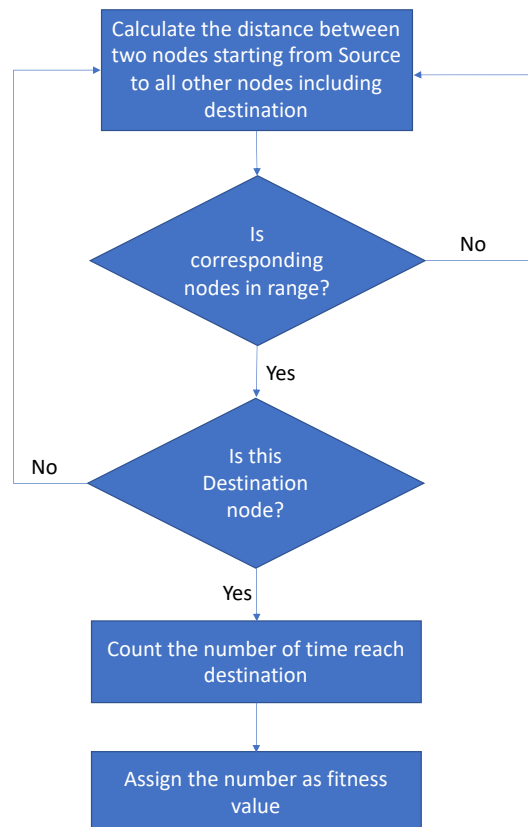 Calculate the distance between
two nodes starting from Source
to all other nodes including
destination
Is
corresponding
nodes in range?
No
Yes
Is this
Destination
node?
No
Yes
Count the number of time reach
destination
Assign the number as fitness
value